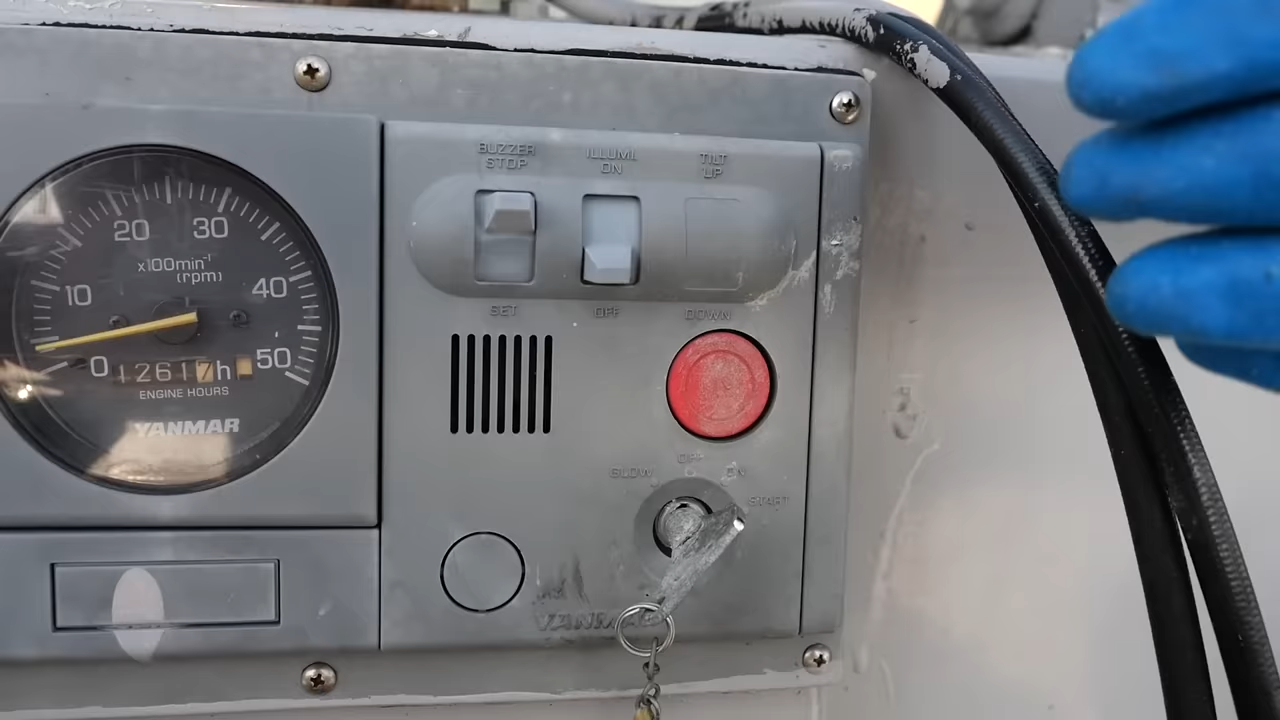 BUZZER
STOP
ILLUMI.
ON
TILT
UP
20
30
x100min⁻¹
(rpm)
10
40
0
50
12617h
ENGINE HOURS
YANMAR
SET
OFF
DOWN
OFF
GLOW
ON
START
YANMAR